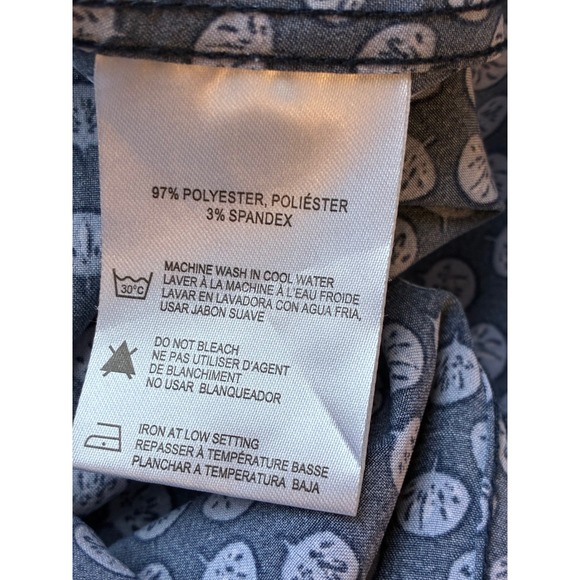 97% POLYESTER, POLIÉSTER
3% SPANDEX
30°C
MACHINE WASH IN COOL WATER
LAVER À LA MACHINE À L'EAU FROIDE
LAVAR EN LAVADORA CON AGUA FRIA,
USAR JABON SUAVE
DO NOT BLEACH
NE PAS UTILISER D'AGENT
DE BLANCHIMENT
NO USAR BLANQUEADOR
IRON AT LOW SETTING
REPASSER À TEMPÉRATURE BASSE
PLANCHAR A TEMPERATURA BAJA